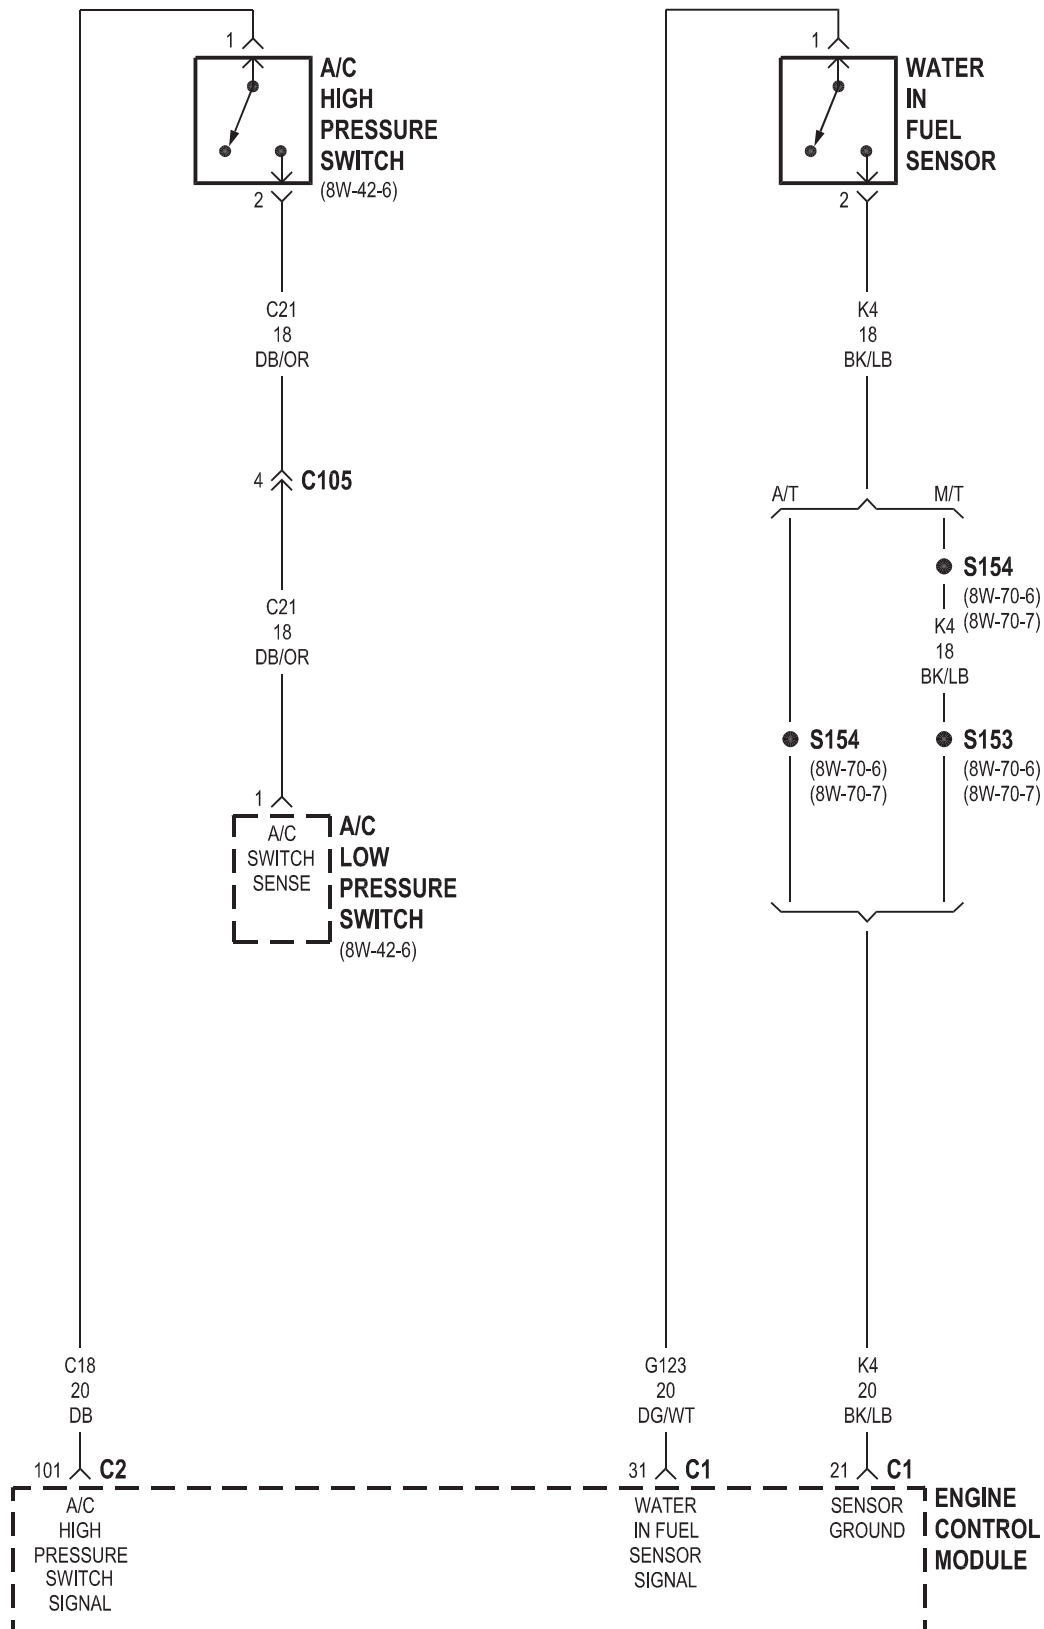 1
A/C
HIGH
PRESSURE
SWITCH
(8W-42-6)
2
C21
18
DB/OR
4 C105
C21
18
DB/OR
1
A/C
SWITCH
SENSE
A/C
LOW
PRESSURE
SWITCH
(8W-42-6)
1
WATER
IN
FUEL
SENSOR
2
K4
18
BK/LB
A/T
M/T
S154
(8W-70-6)
(8W-70-7)
K4
18
BK/LB
S154
(8W-70-6)
(8W-70-7)
S153
(8W-70-6)
(8W-70-7)
C18
20
DB
G123
20
DG/WT
K4
20
BK/LB
101 C2
31 C1
21 C1
A/C
HIGH
PRESSURE
SWITCH
SIGNAL
WATER
IN FUEL
SENSOR
SIGNAL
SENSOR
GROUND
ENGINE
CONTROL
MODULE